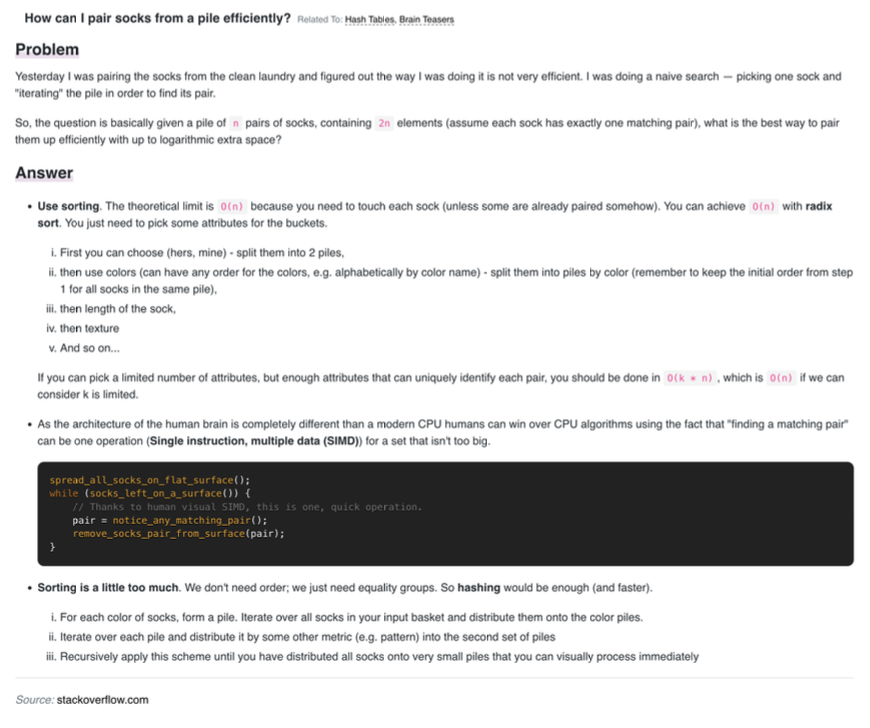 How can I pair socks from a pile efficiently? Related To: Hash Tables, Brain Teasers
Problem
Yesterday I was pairing the socks from the clean laundry and figured out the way I was doing it is not very efficient. I was doing a naive search — picking one sock and
"iterating" the pile in order to find its pair.
So, the question is basically given a pile of n pairs of socks, containing 2n elements (assume each sock has exactly one matching pair), what is the best way to pair
them up efficiently with up to logarithmic extra space?
Answer
• Use sorting. The theoretical limit is O(n) because you need to touch each sock (unless some are already paired somehow). You can achieve O(n) with radix
sort. You just need to pick some attributes for the buckets.
i. First you can choose (hers, mine) - split them into 2 piles,
ii. then use colors (can have any order for the colors, e.g. alphabetically by color name) - split them into piles by color (remember to keep the initial order from step
1 for all socks in the same pile),
iii. then length of the sock,
iv. then texture
v. And so on...
If you can pick a limited number of attributes, but enough attributes that can uniquely identify each pair, you should be done in O(k * n) , which is O(n) if we can
consider k is limited.
• As the architecture of the human brain is completely different than a modern CPU humans can win over CPU algorithms using the fact that "finding a matching pair"
can be one operation (Single instruction, multiple data (SIMD)) for a set that isn't too big.
spread_all_socks_on_flat_surface();
while (socks_left_on_a_surface()) {
// Thanks to human visual SIMD, this is one, quick operation.
pair = notice_any_matching_pair();
remove_socks_pair_from_surface(pair);
}
• Sorting is a little too much. We don't need order; we just need equality groups. So hashing would be enough (and faster).
i. For each color of socks, form a pile. Iterate over all socks in your input basket and distribute them onto the color piles.
ii. Iterate over each pile and distribute it by some other metric (e.g. pattern) into the second set of piles
iii. Recursively apply this scheme until you have distributed all socks onto very small piles that you can visually process immediately
Source: stackoverflow.com